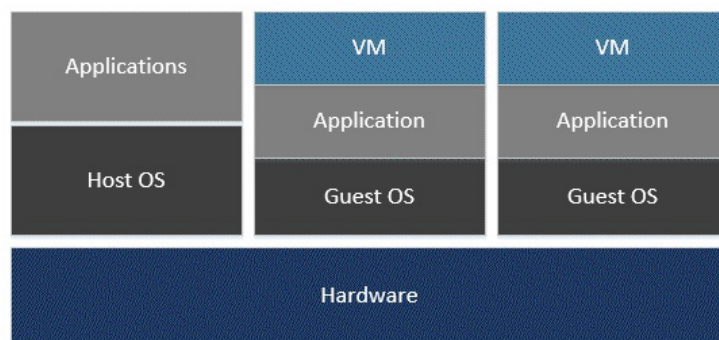 Applications
Host OS
VM
Application
Guest OS
VM
Application
Guest OS
Hardware